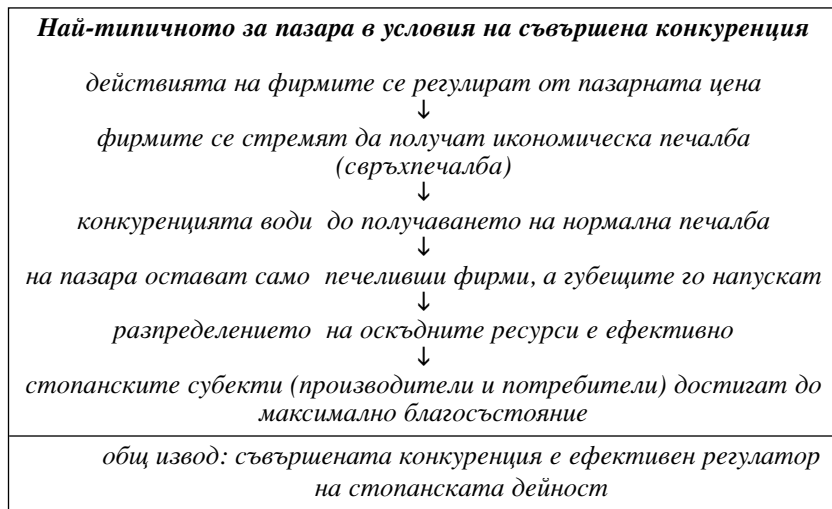 Най-типичното за пазара в условия на съвършена конкуренция
действията на фирмите се регулират от пазарната цена
↓
фирмите се стремят да получат икономическа печалба
(свръхпечалба)
↓
конкуренцията води до получаването на нормална печалба
↓
на пазара остават само печеливши фирми, а губещите го напускат
↓
разпределението на оскъдните ресурси е ефективно
↓
стопанските субекти (производители и потребители) достигат до
максимално благосъстояние
общ извод: съвършената конкуренция е ефективен регулатор
на стопанската дейност